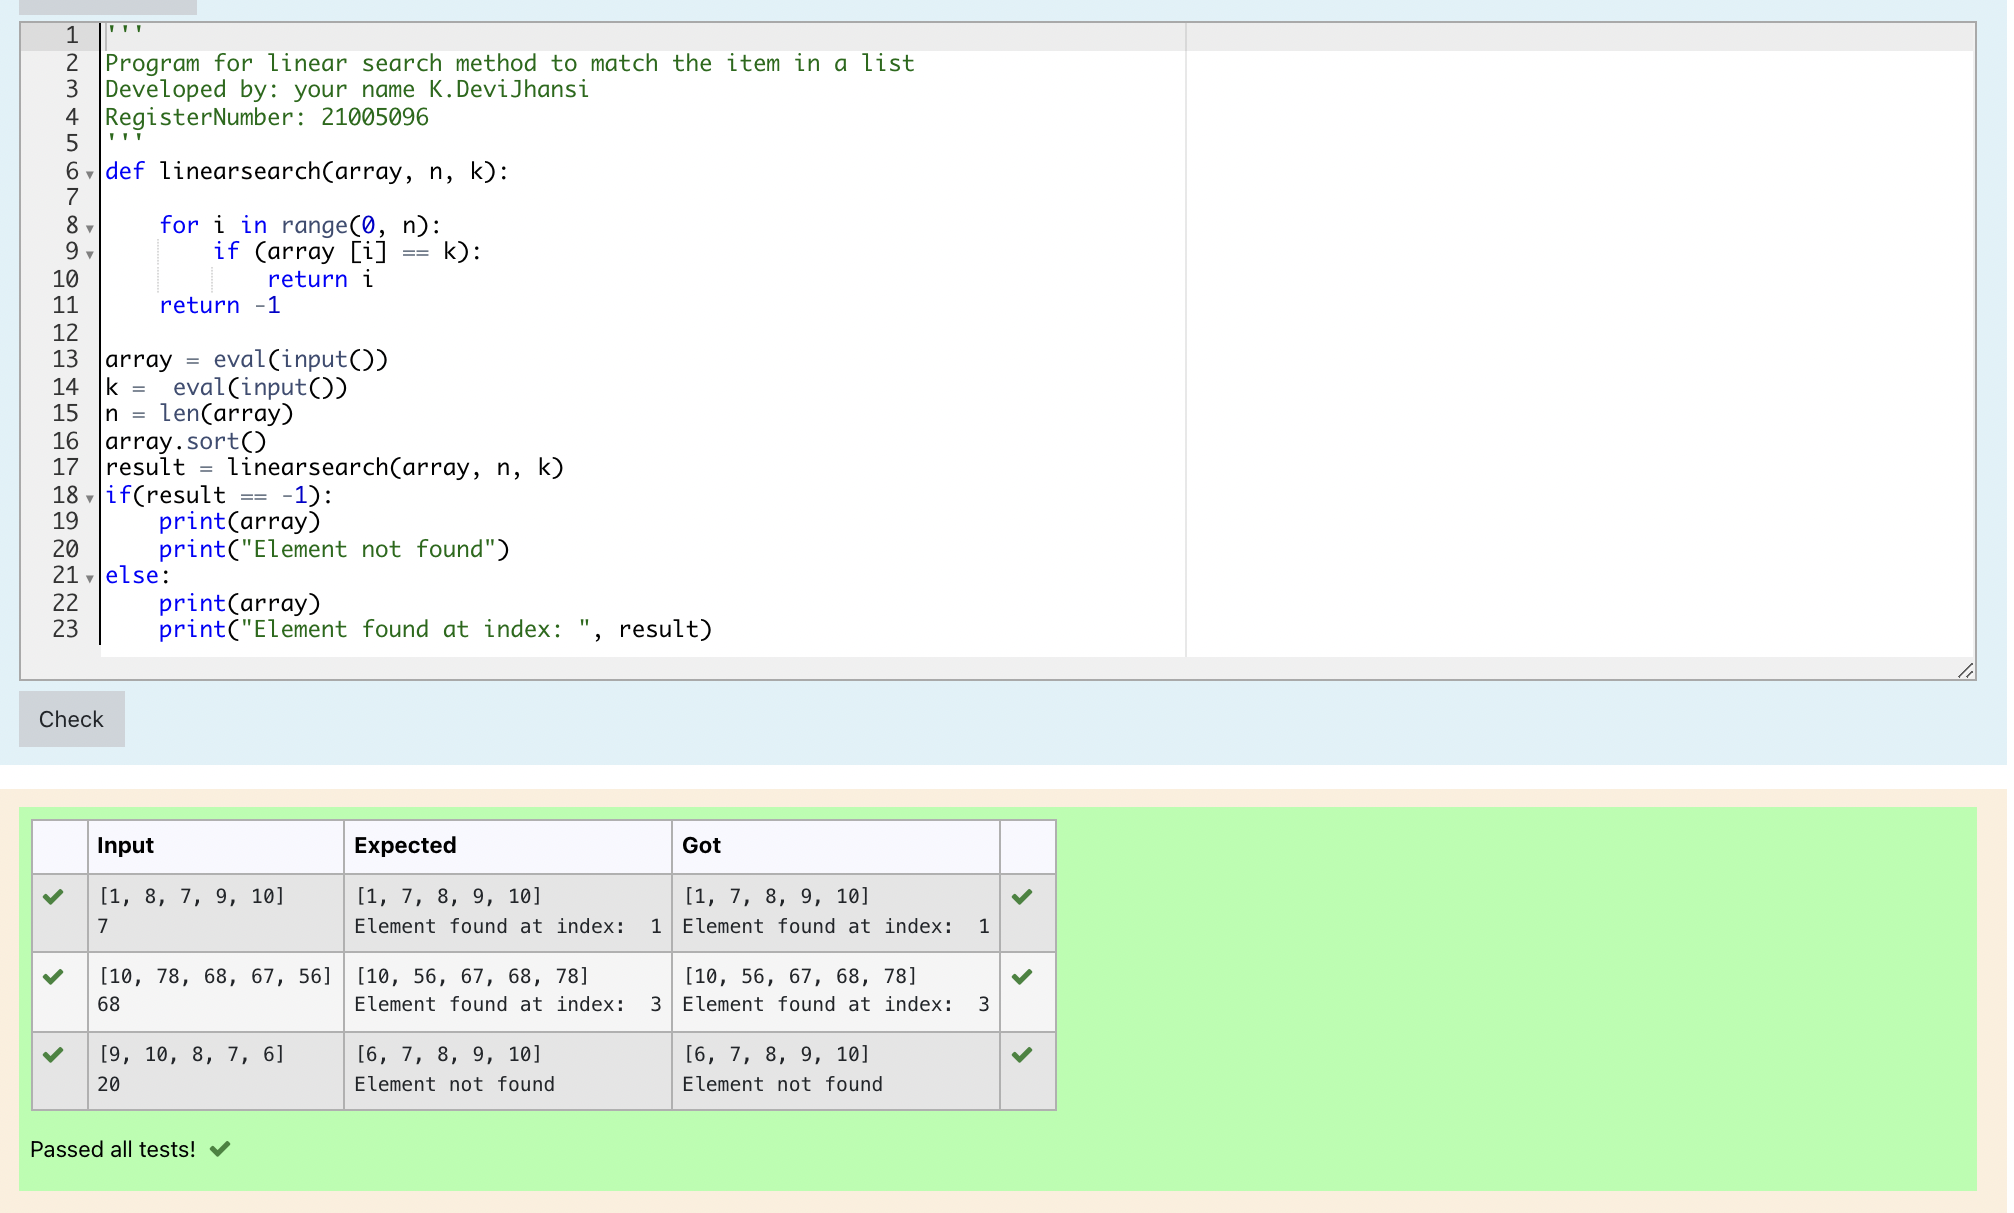 1 '''
2 Program for linear search method to match the item in a list
3 Developed by: your name K.DeviJhansi
4 RegisterNumber: 21005096
5 '''
6 def linearsearch(array, n, k):
7
8     for i in range(0, n):
9         if (array [i] == k):
10             return i
11     return -1
12
13 array = eval(input())
14 k =  eval(input())
15 n = len(array)
16 array.sort()
17 result = linearsearch(array, n, k)
18 if(result == -1):
19     print(array)
20     print("Element not found")
21 else:
22     print(array)
23     print("Element found at index: ", result)
Check
Input Expected Got
[1, 8, 7, 9, 10] [1, 7, 8, 9, 10] [1, 7, 8, 9, 10]
7 Element found at index:  1 Element found at index:  1
[10, 78, 68, 67, 56] [10, 56, 67, 68, 78] [10, 56, 67, 68, 78]
68 Element found at index:  3 Element found at index:  3
[9, 10, 8, 7, 6] [6, 7, 8, 9, 10] [6, 7, 8, 9, 10]
20 Element not found Element not found
Passed all tests!